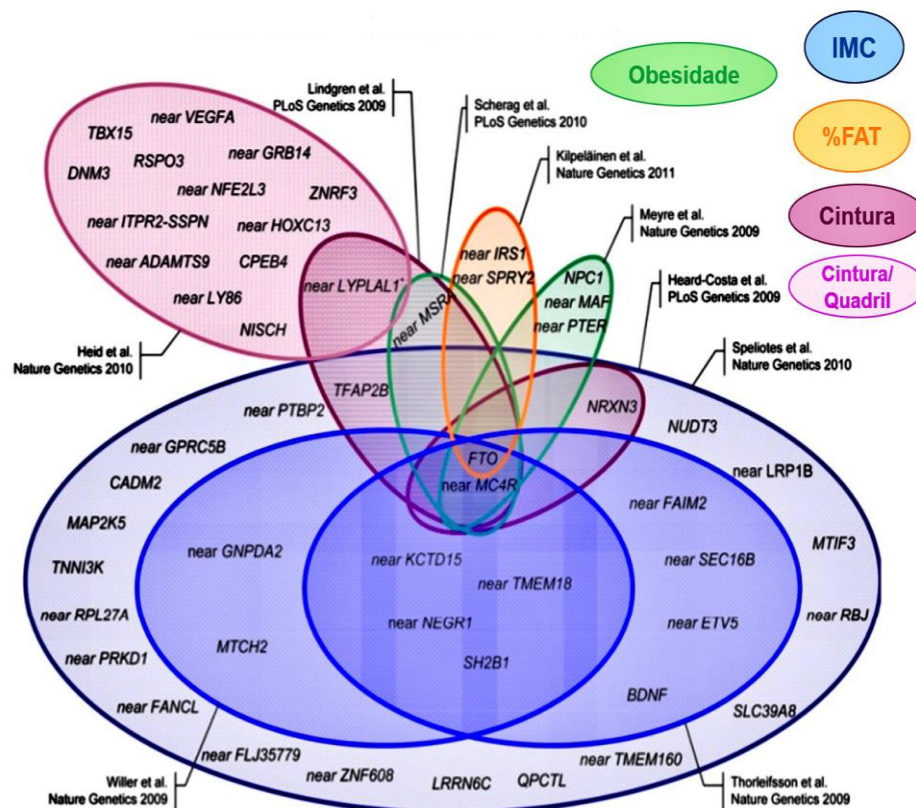 IMC
Obesidade
%FAT
Cintura
Cintura/
Quadril
Lindgren et al.
PLoS Genetics 2009
Scherag et al.
PLoS Genetics 2010
Kilpeläinen et al.
Nature Genetics 2011
Meyre et al.
Nature Genetics 2009
Heard-Costa et al.
PLoS Genetics 2009
Speliotes et al.
Nature Genetics 2010
Heid et al.
Nature Genetics 2010
near VEGFA
TBX15
RSPO3
near GRB14
DNM3
near NFE2L3
ZNRF3
near ITPR2-SSPN
near HOXC13
near ADAMTS9
CPEB4
near LY86
NISCH
near LYPLAL1*
near MSRA
near IRS1
near SPRY2
NPC1
near MAF
near PTER
TFAP2B
NRXN3
near PTBP2
NUDT3
near GPRC5B
FTO
near LRP1B
CADM2
near MC4R
near FAIM2
MAP2K5
MTIF3
near GNPDA2
near KCTD15
near SEC16B
TNNI3K
near TMEM18
near RPL27A
near NEGR1
near ETV5
near RBJ
MTCH2
near PRKD1
SH2B1
BDNF
near FANCL
SLC39A8
near FLJ35779
near TMEM160
near ZNF608
LRRN6C
QPCTL
Willer et al.
Nature Genetics 2009
Thorleifsson et al.
Nature Genetics 2009